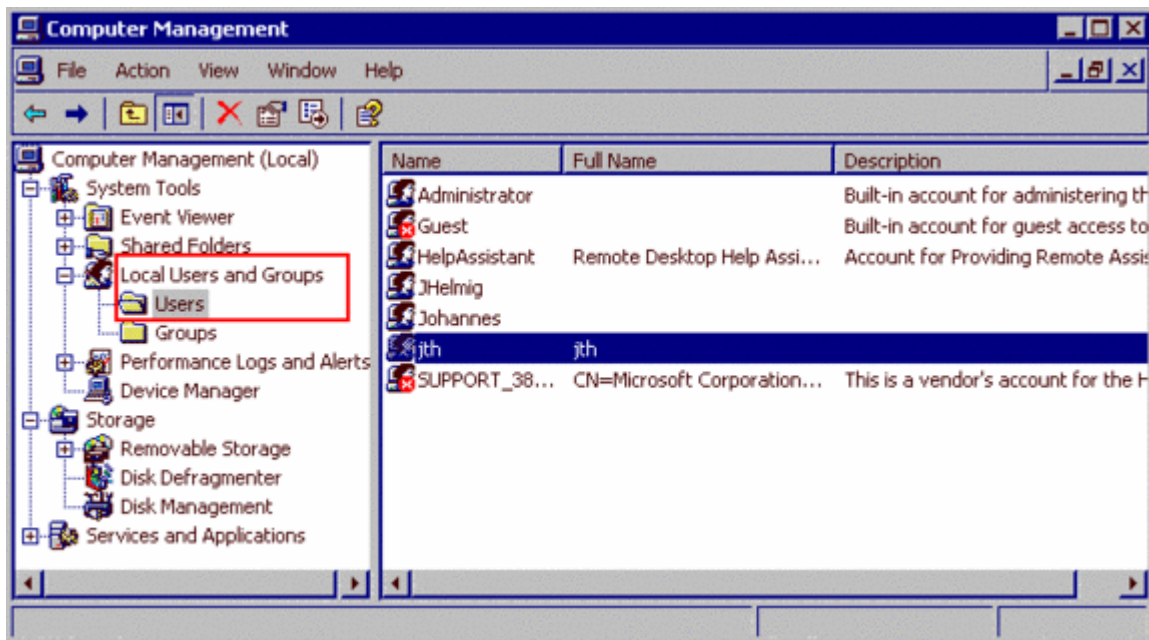 Computer Management
File Action View Window Help
Computer Management (Local)
System Tools
Event Viewer
Shared Folders
Local Users and Groups
Users
Groups
Performance Logs and Alerts
Device Manager
Storage
Removable Storage
Disk Defragmenter
Disk Management
Services and Applications
Name Full Name Description
Administrator Built-in account for administering th
Guest Built-in account for guest access to
HelpAssistant Remote Desktop Help Assi... Account for Providing Remote Assis
JHelmig
Johannes
jth jth
SUPPORT_38... CN=Microsoft Corporation... This is a vendor's account for the H